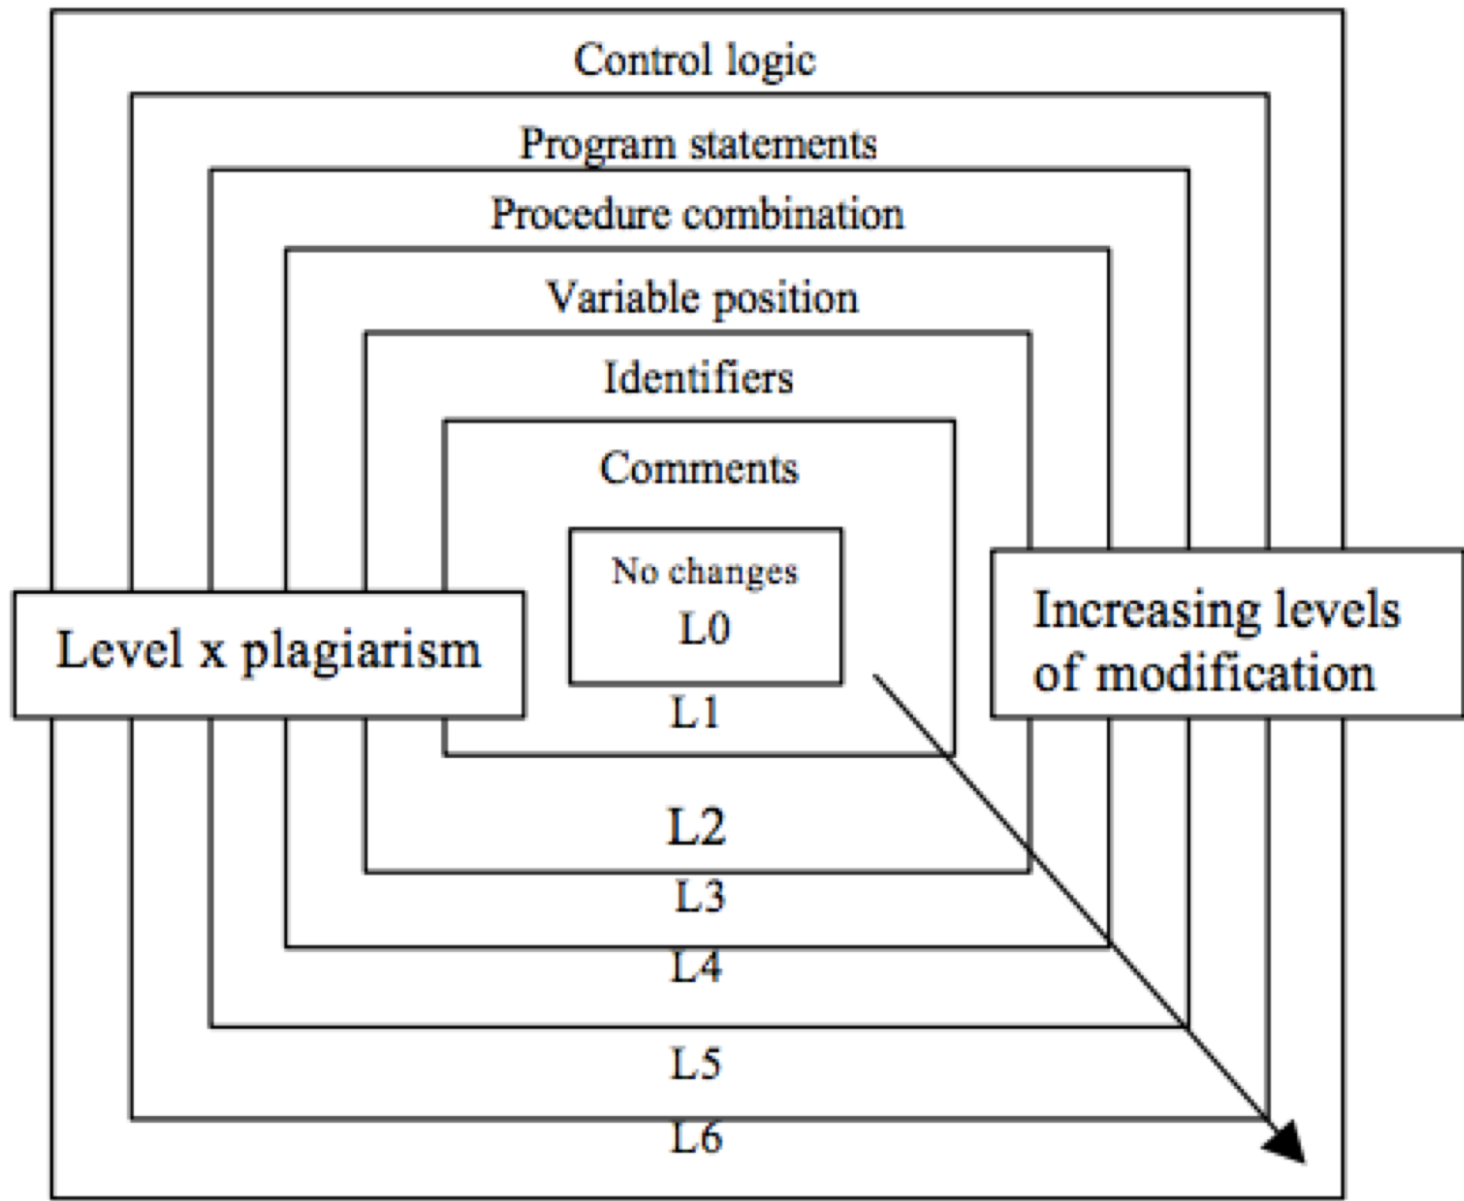 Control logic
Program statements
Procedure combination
Variable position
Identifiers
Comments
No changes
L0
Level x plagiarism
Increasing levels
of modification
L1
L2
L3
L4
L5
L6